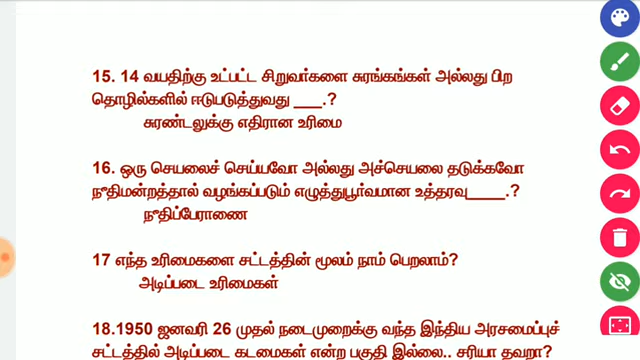 15. 14 வயதிற்கு உட்பட்ட சிறுவர்களை சுரங்கங்கள் அல்லது பிற
தொழில்களில் ஈடுபடுத்துவது ___.?
சுரண்டலுக்கு எதிரான உரிமை
16. ஒரு செயலைச் செய்யவோ அல்லது அச்செயலை தடுக்கவோ
நீதிமன்றத்தால் வழங்கப்படும் எழுத்துபூர்வமான உத்தரவு____.?
நீதிப்பேராணை
17 எந்த உரிமைகளை சட்டத்தின் மூலம் நாம் பெறலாம்?
அடிப்படை உரிமைகள்
18.1950 ஜனவரி 26 முதல் நடைமுறைக்கு வந்த இந்திய அரசமைப்புச்
சட்டத்தில் அடிப்படை கடமைகள் என்ற பகுதி இல்லை.. சரியா தவறா?